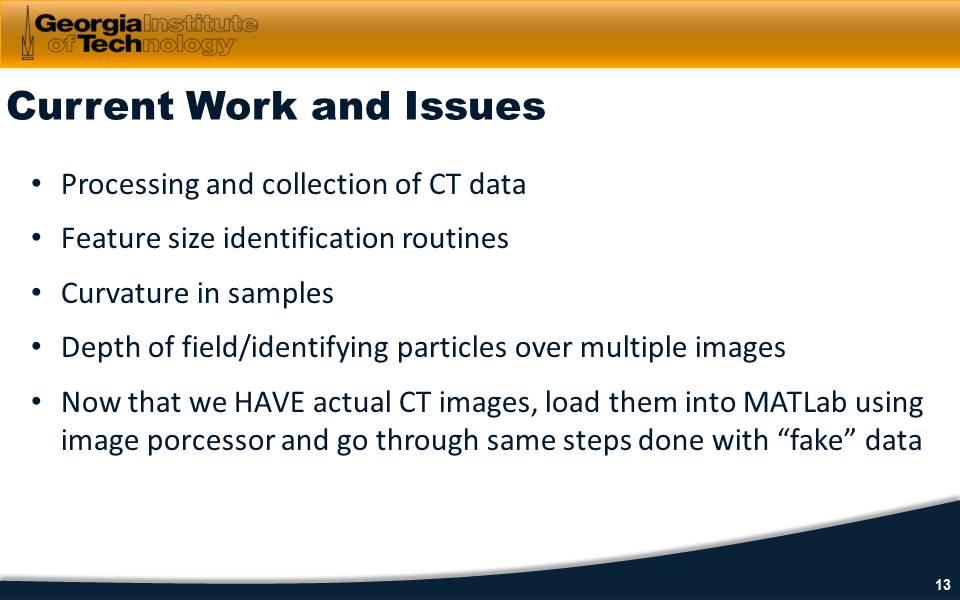 GeorgiaInstitute
of Technology
Current Work and Issues
• Processing and collection of CT data
• Feature size identification routines
• Curvature in samples
• Depth of field/identifying particles over multiple images
• Now that we HAVE actual CT images, load them into MATLab using
image porcessor and go through same steps done with “fake” data
13